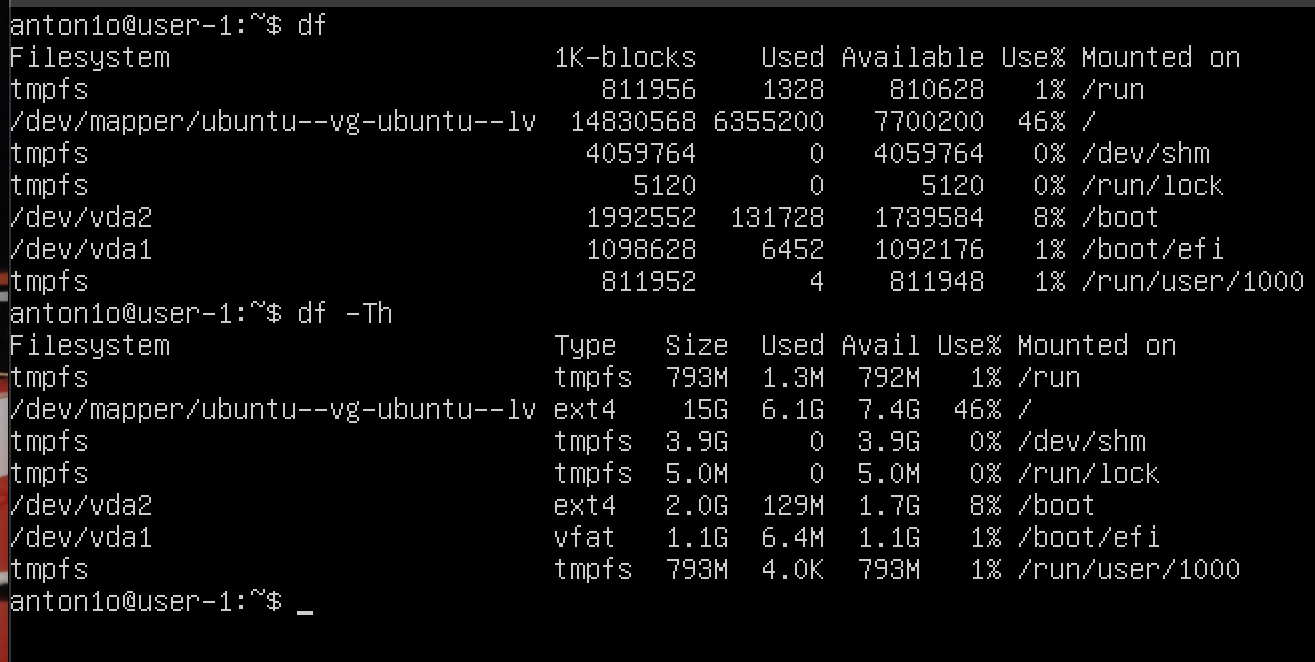 anton1o@user-1:~$ df
Filesystem                        1K-blocks    Used Available Use% Mounted on
tmpfs                                811956    1328    810628   1% /run
/dev/mapper/ubuntu--vg-ubuntu--lv  14830568 6355200   7700200  46% /
tmpfs                               4059764       0   4059764   0% /dev/shm
tmpfs                                  5120       0      5120   0% /run/lock
/dev/vda2                           1992552  131728   1739584   8% /boot
/dev/vda1                           1098628    6452   1092176   1% /boot/efi
tmpfs                                811952       4    811948   1% /run/user/1000
anton1o@user-1:~$ df -Th
Filesystem                        Type   Size  Used Avail Use% Mounted on
tmpfs                             tmpfs  793M  1.3M  792M   1% /run
/dev/mapper/ubuntu--vg-ubuntu--lv ext4    15G  6.1G  7.4G  46% /
tmpfs                             tmpfs  3.9G     0  3.9G   0% /dev/shm
tmpfs                             tmpfs  5.0M     0  5.0M   0% /run/lock
/dev/vda2                         ext4   2.0G  129M  1.7G   8% /boot
/dev/vda1                         vfat   1.1G  6.4M  1.1G   1% /boot/efi
tmpfs                             tmpfs  793M  4.0K  793M   1% /run/user/1000
anton1o@user-1:~$ _